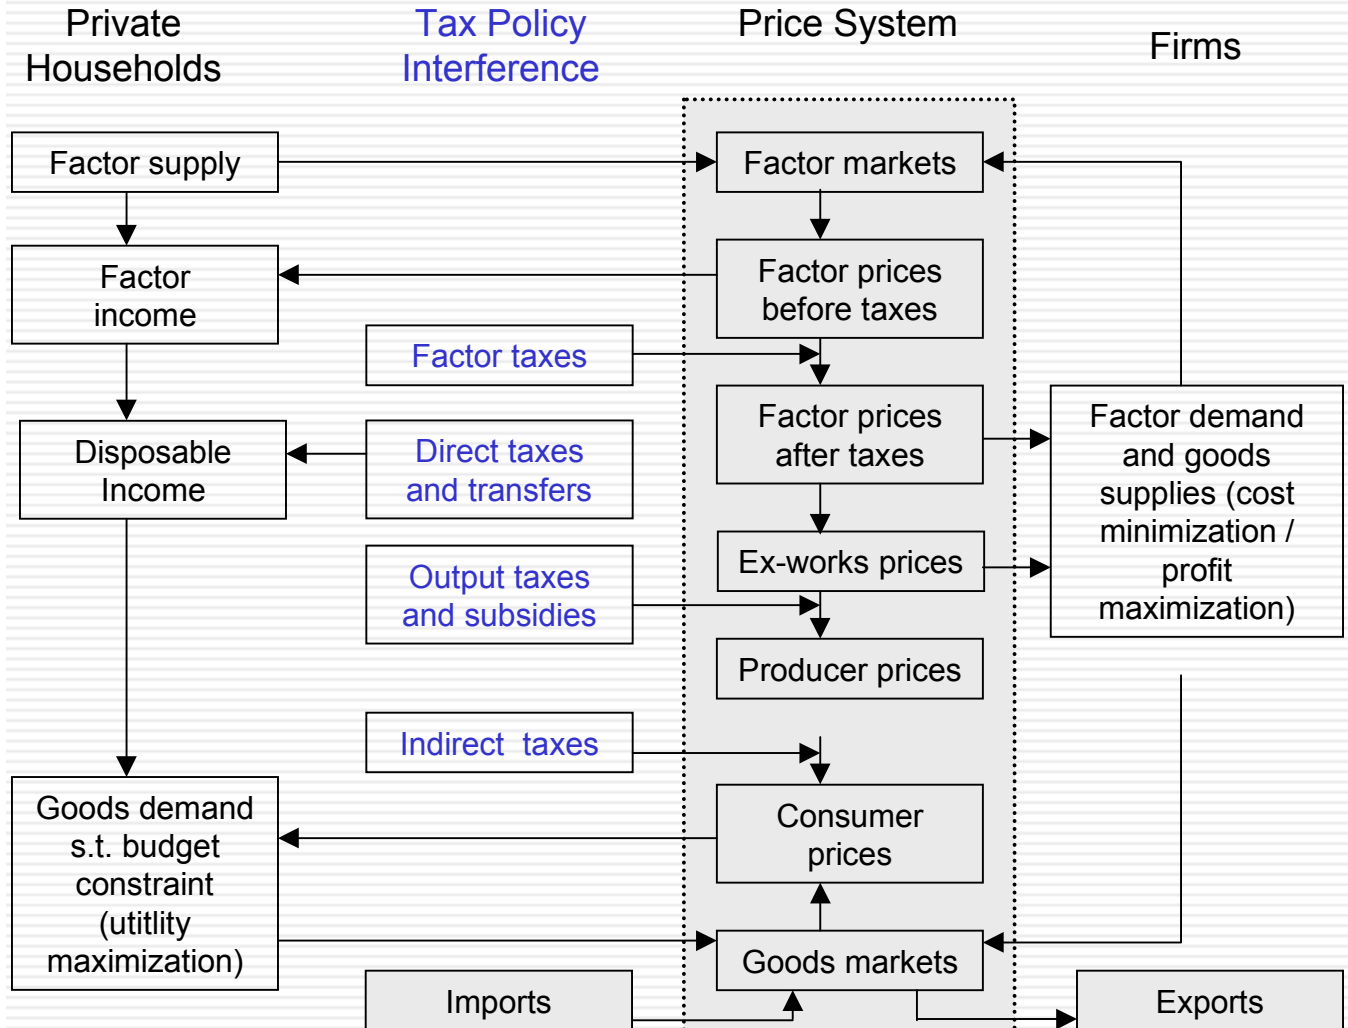 Private
Households
Tax Policy
Interference
Price System
Firms
Factor supply
Factor markets
Factor
income
Factor prices
before taxes
Factor taxes
Disposable
Income
Direct taxes
and transfers
Factor prices
after taxes
Factor demand
and goods
supplies (cost
minimization /
profit
maximization)
Output taxes
and subsidies
Ex-works prices
Producer prices
Indirect taxes
Goods demand
s.t. budget
constraint
(utitlity
maximization)
Consumer
prices
Goods markets
Imports
Exports